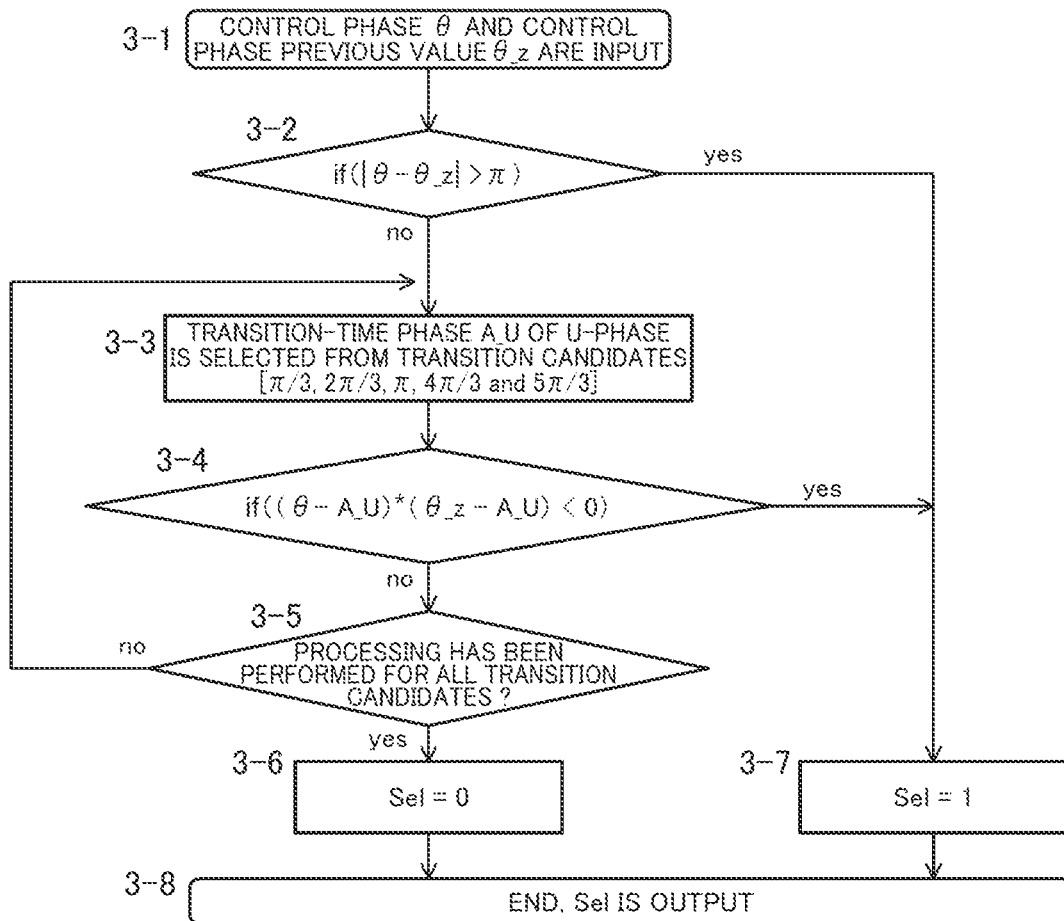 3-1
CONTROL PHASE θ AND CONTROL
PHASE PREVIOUS VALUE θ_z ARE INPUT
3-2
if(|θ-θ_z|>π)
yes
no
3-3
TRANSITION-TIME PHASE A_U OF U-PHASE
IS SELECTED FROM TRANSITION CANDIDATES
[π/3, 2π/3, π, 4π/3 and 5π/3]
3-4
if((θ-A_U)*(θ_z-A_U)<0)
yes
no
3-5
no
PROCESSING HAS BEEN
PERFORMED FOR ALL TRANSITION
CANDIDATES ?
yes
3-6
Sel = 0
3-7
Sel = 1
3-8
END, Sel IS OUTPUT